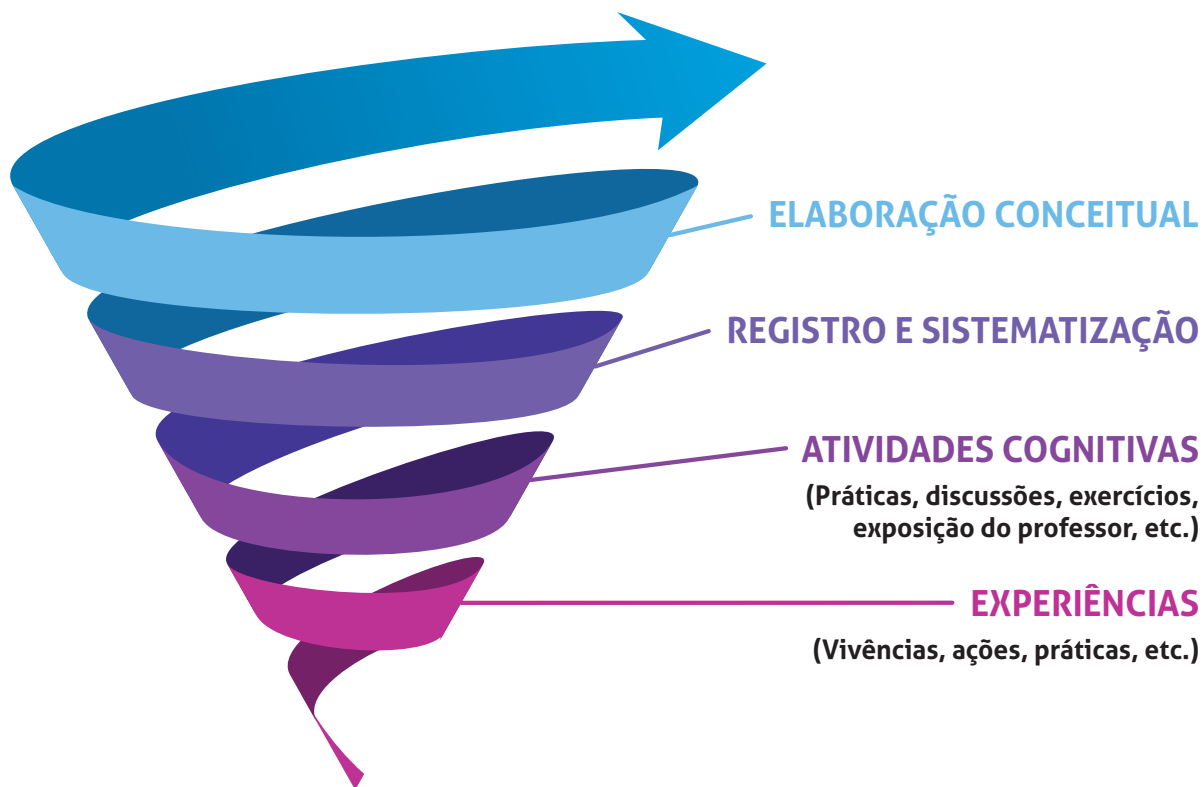 ELABORAÇÃO CONCEITUAL
REGISTRO E SISTEMATIZAÇÃO
ATIVIDADES COGNITIVAS
(Práticas, discussões, exercícios,
exposição do professor, etc.)
EXPERIÊNCIAS
(Vivências, ações, práticas, etc.)